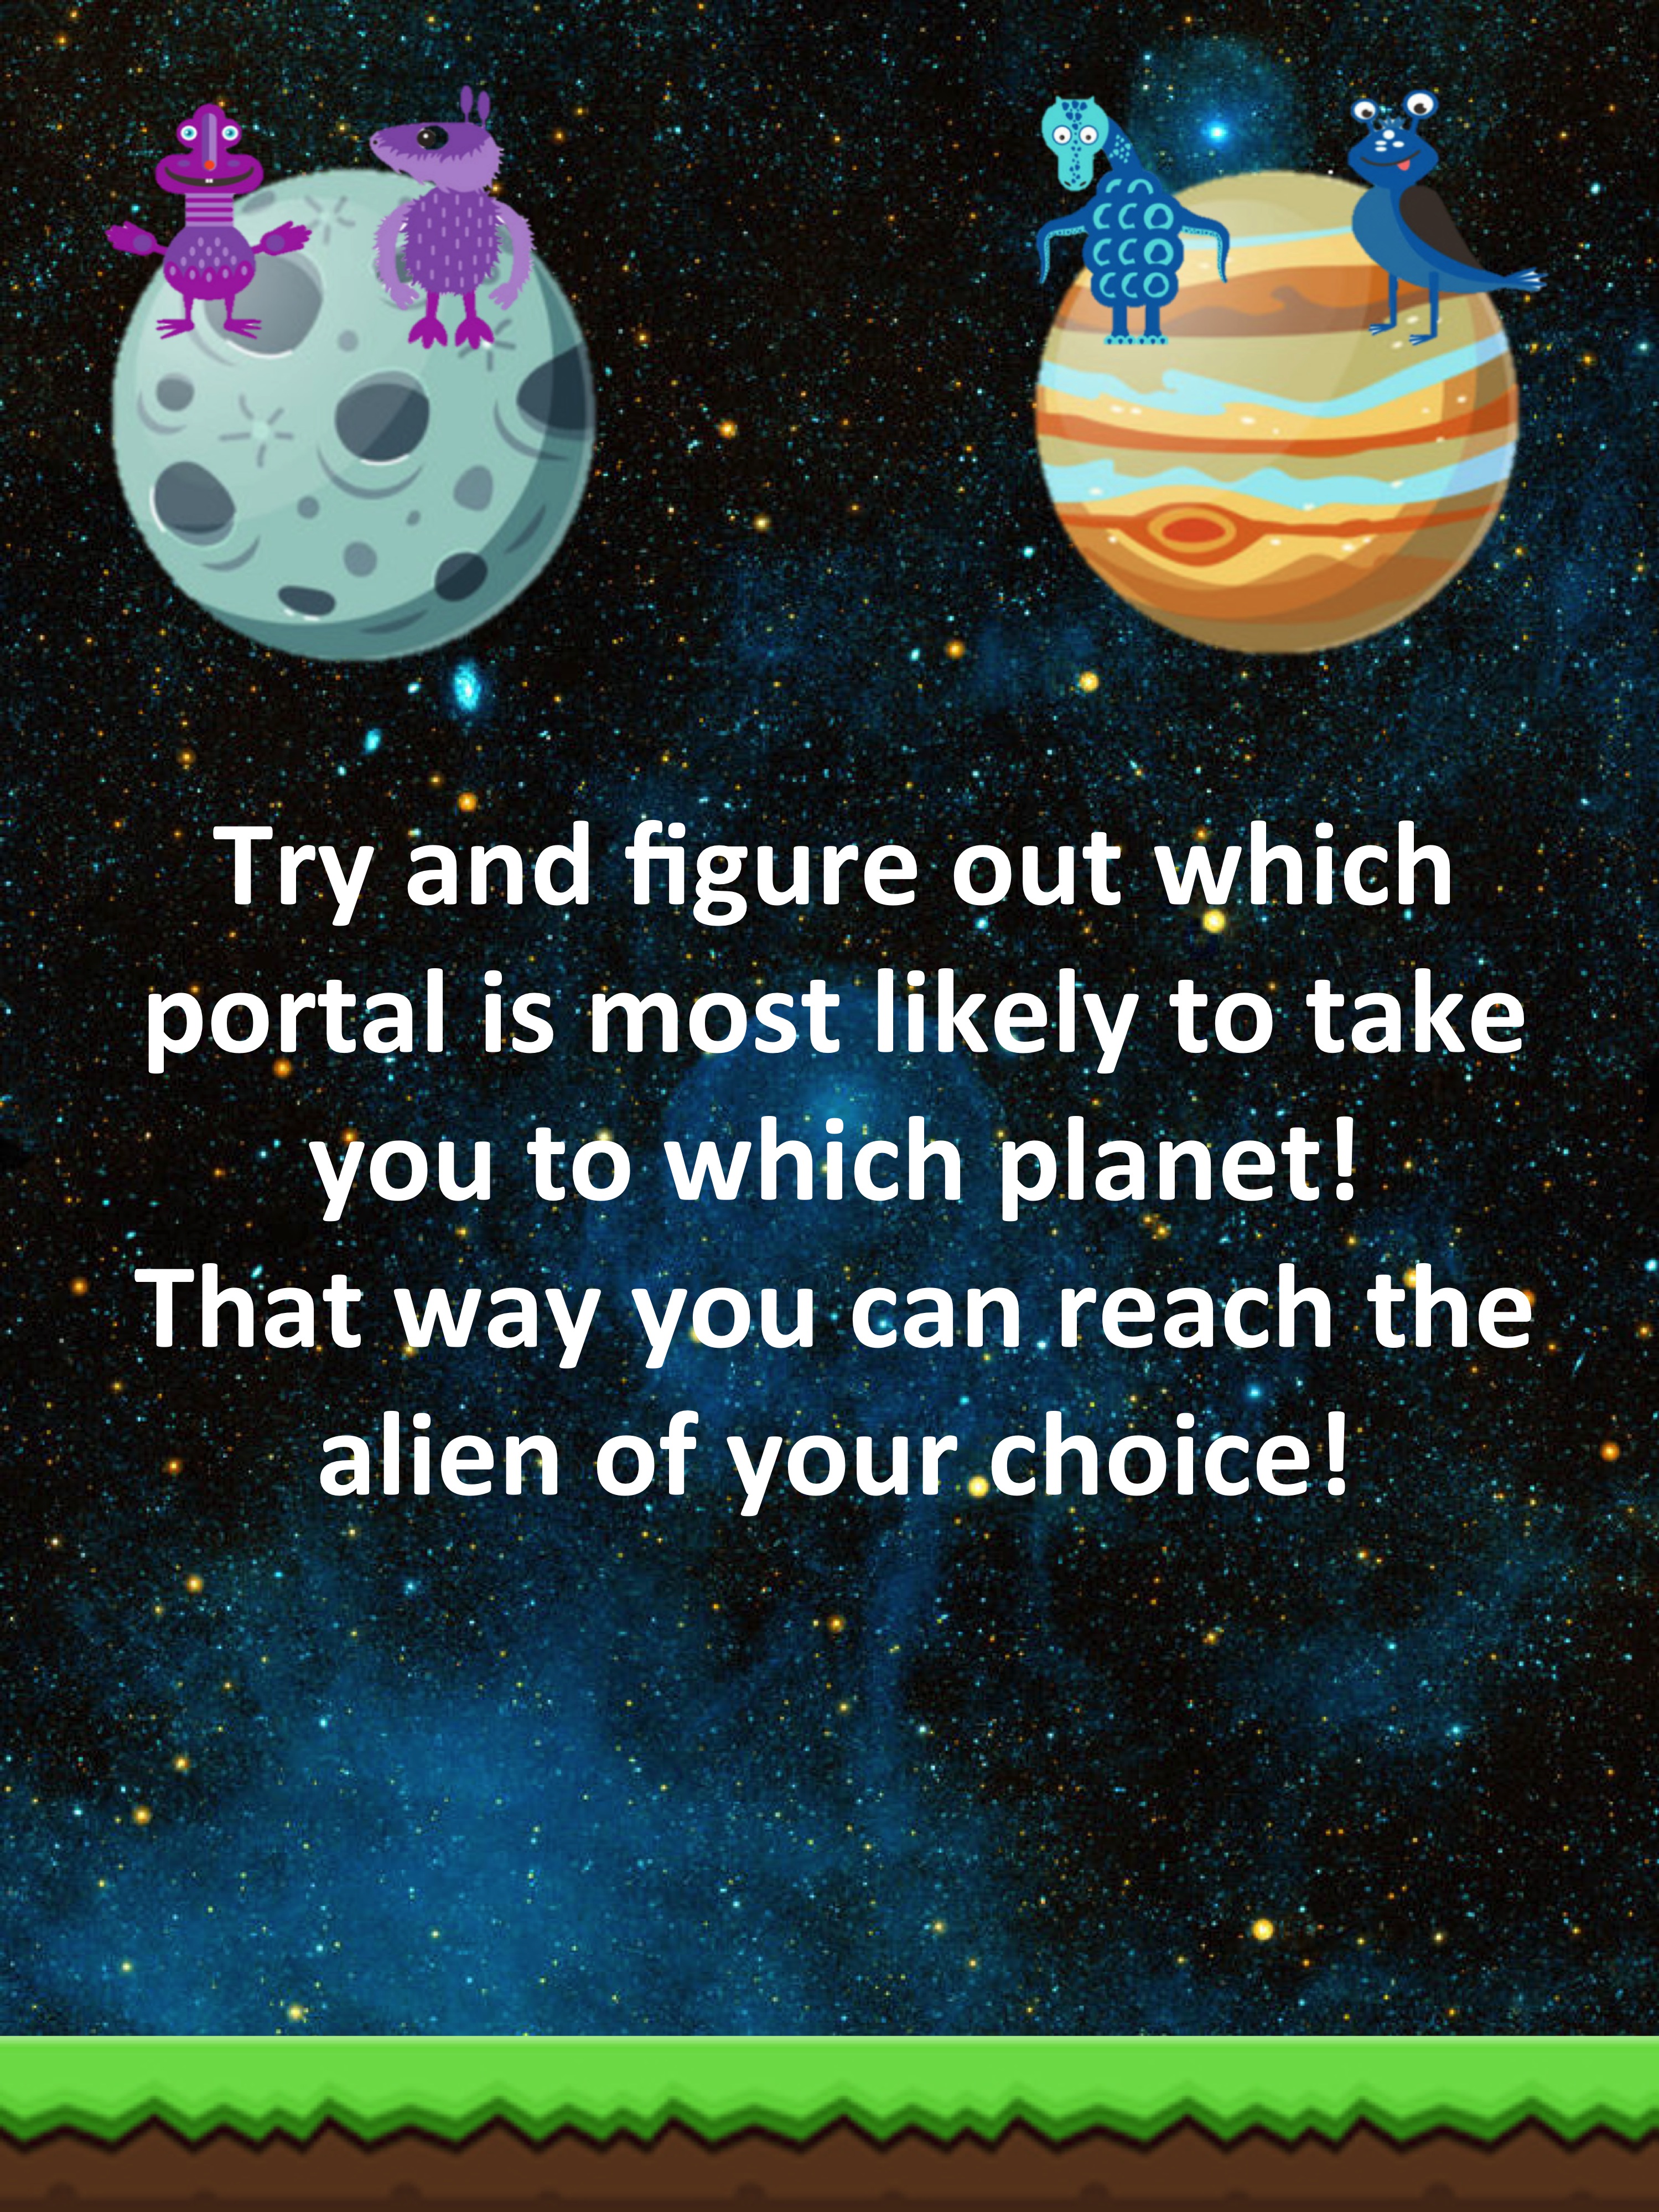 Try and figure out which
portal is most likely to take
you to which planet!
That way you can reach the
alien of your choice!